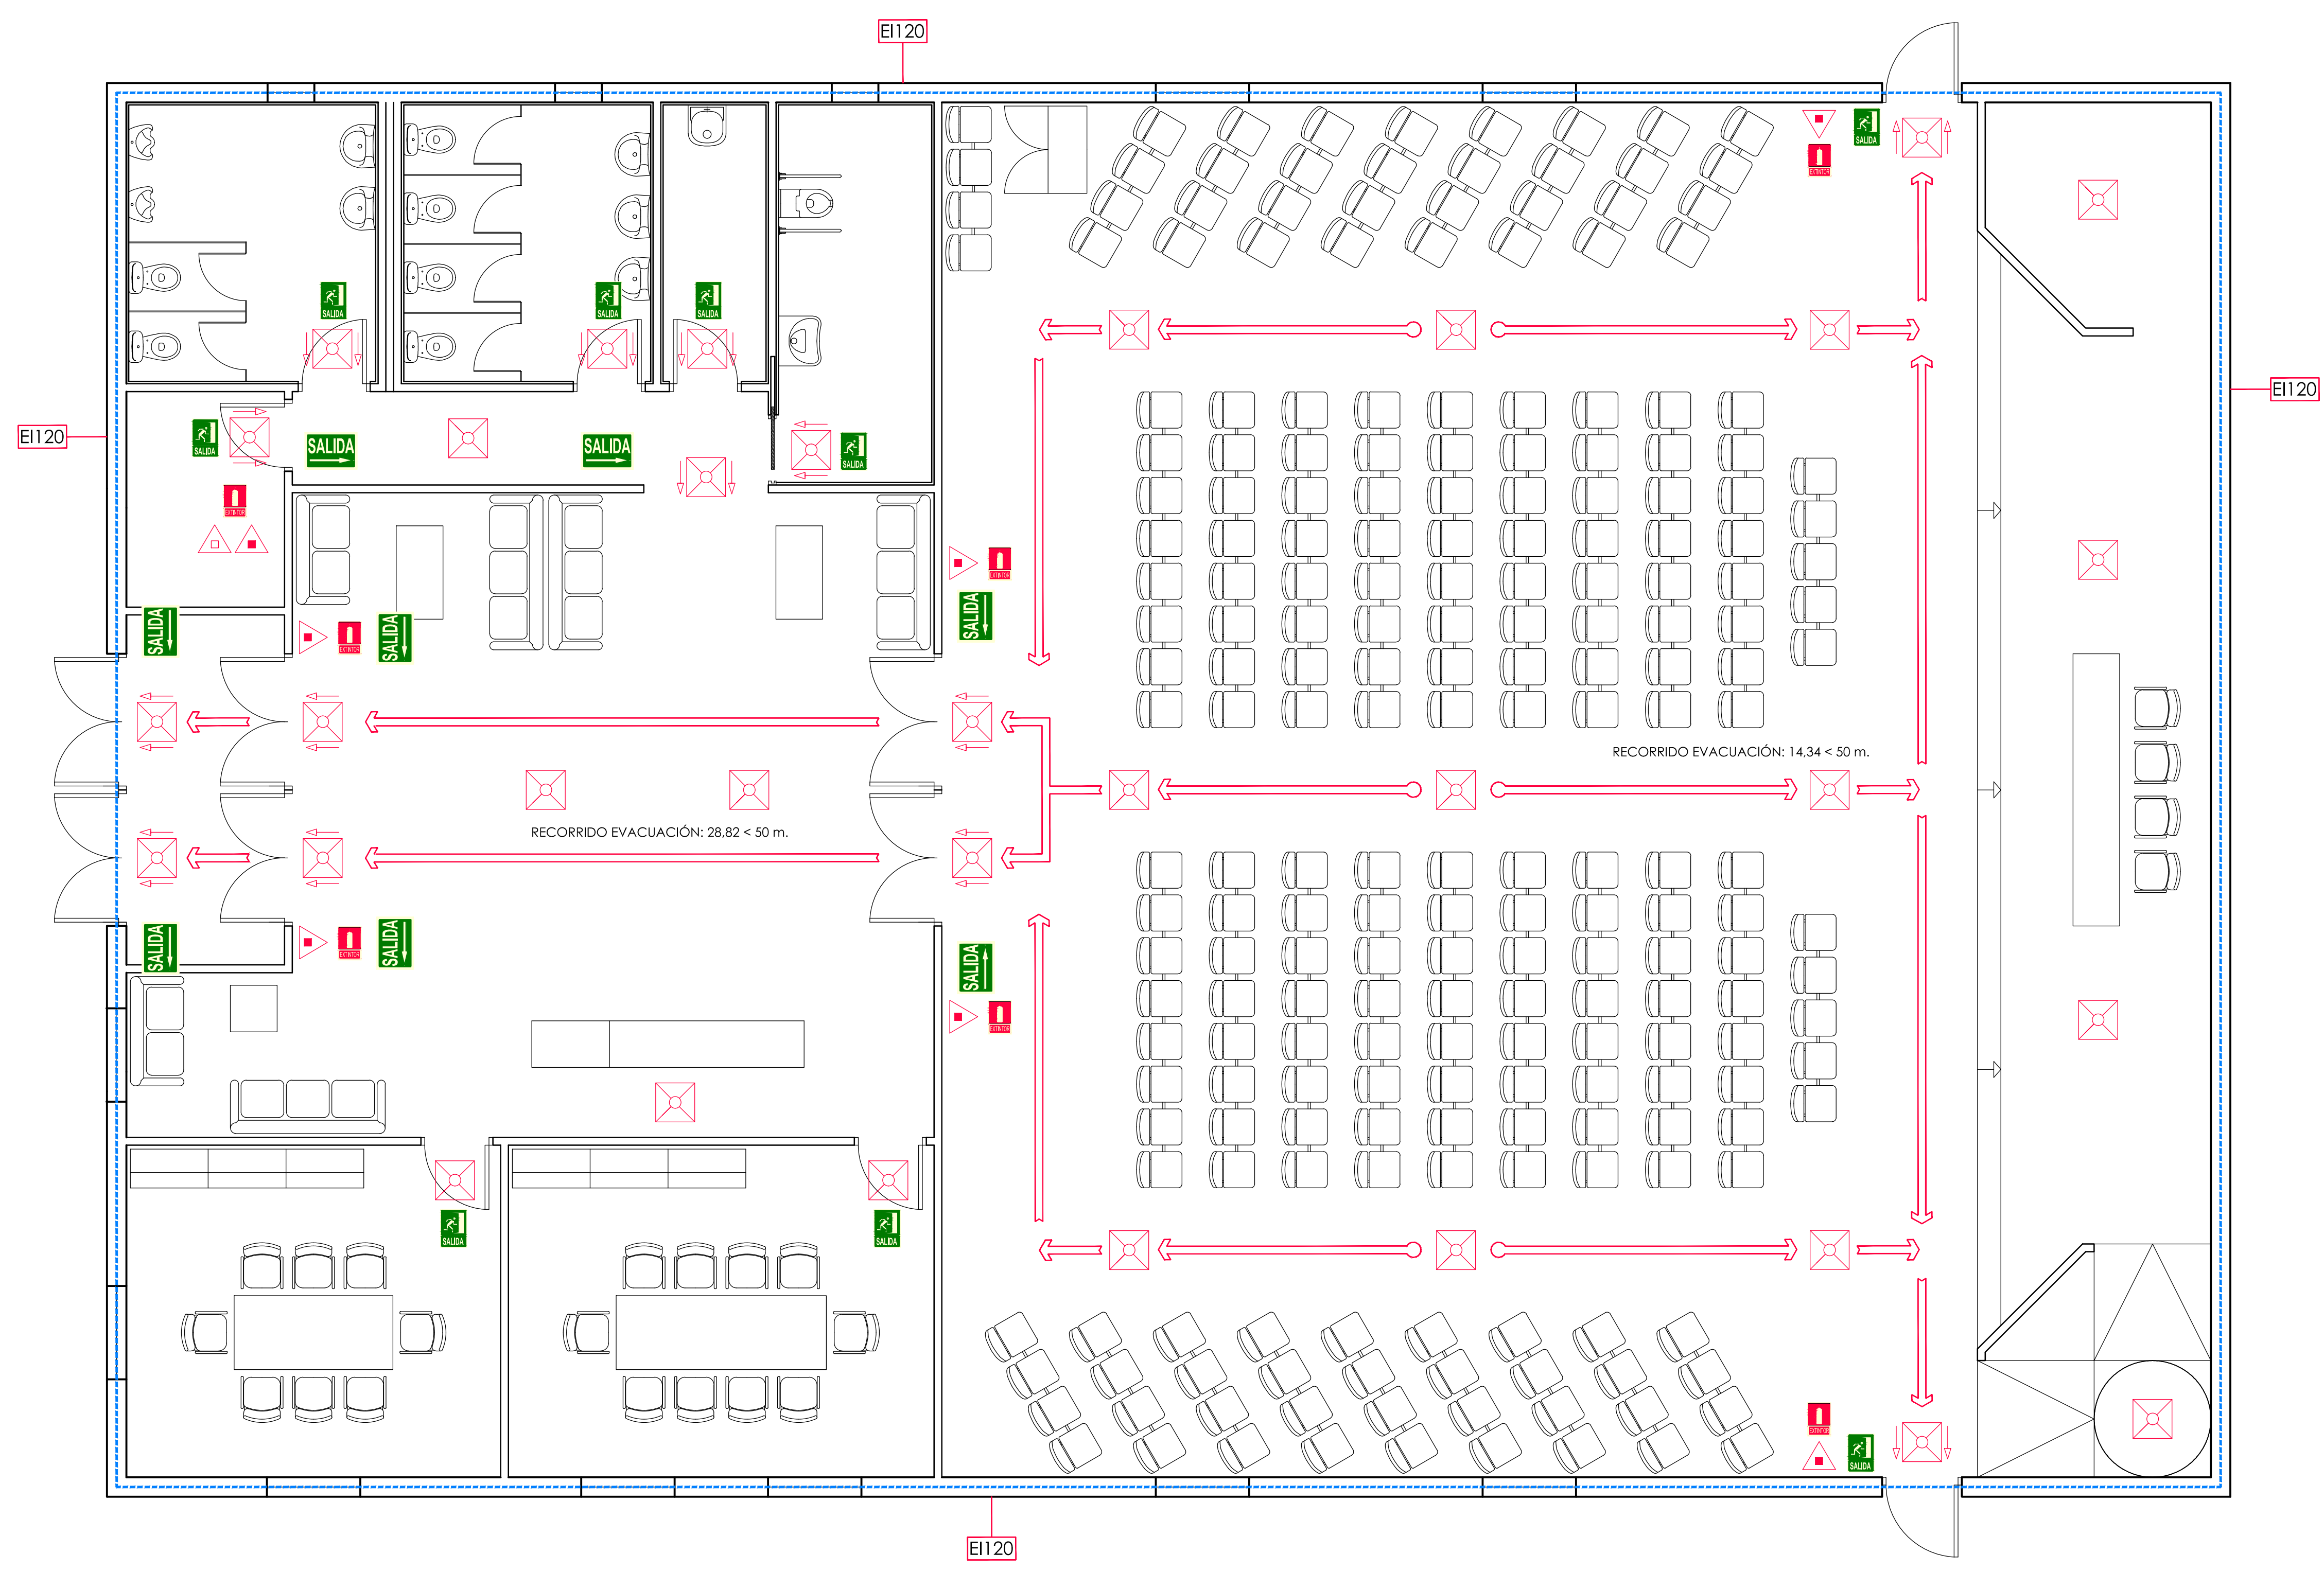 EI120
SALIDA
EXTINTOR
SALIDA
SALIDA
SALIDA
EI120
EI120
SALIDA
SALIDA
SALIDA
SALIDA
EXTINTOR
EXTINTOR
SALIDA
SALIDA
EXTINTOR
SALIDA
RECORRIDO EVACUACIÓN: 14,34 < 50 m.
RECORRIDO EVACUACIÓN: 28,82 < 50 m.
SALIDA
SALIDA
EXTINTOR
SALIDA
EXTINTOR
SALIDA
SALIDA
EXTINTOR
SALIDA
EI120